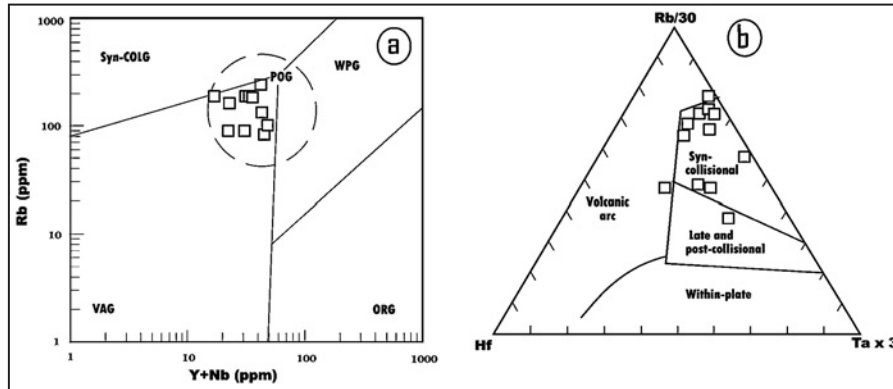 a
Syn-COLG
POG
WPG
VAG
ORG
1000
100
10
1
Rb (ppm)
1
10
100
1000
Y+Nb (ppm)
b
Rb/30
Syn-
collisional
Volcanic
arc
Late and
post-collisional
Within-plate
Hf
Ta x 3